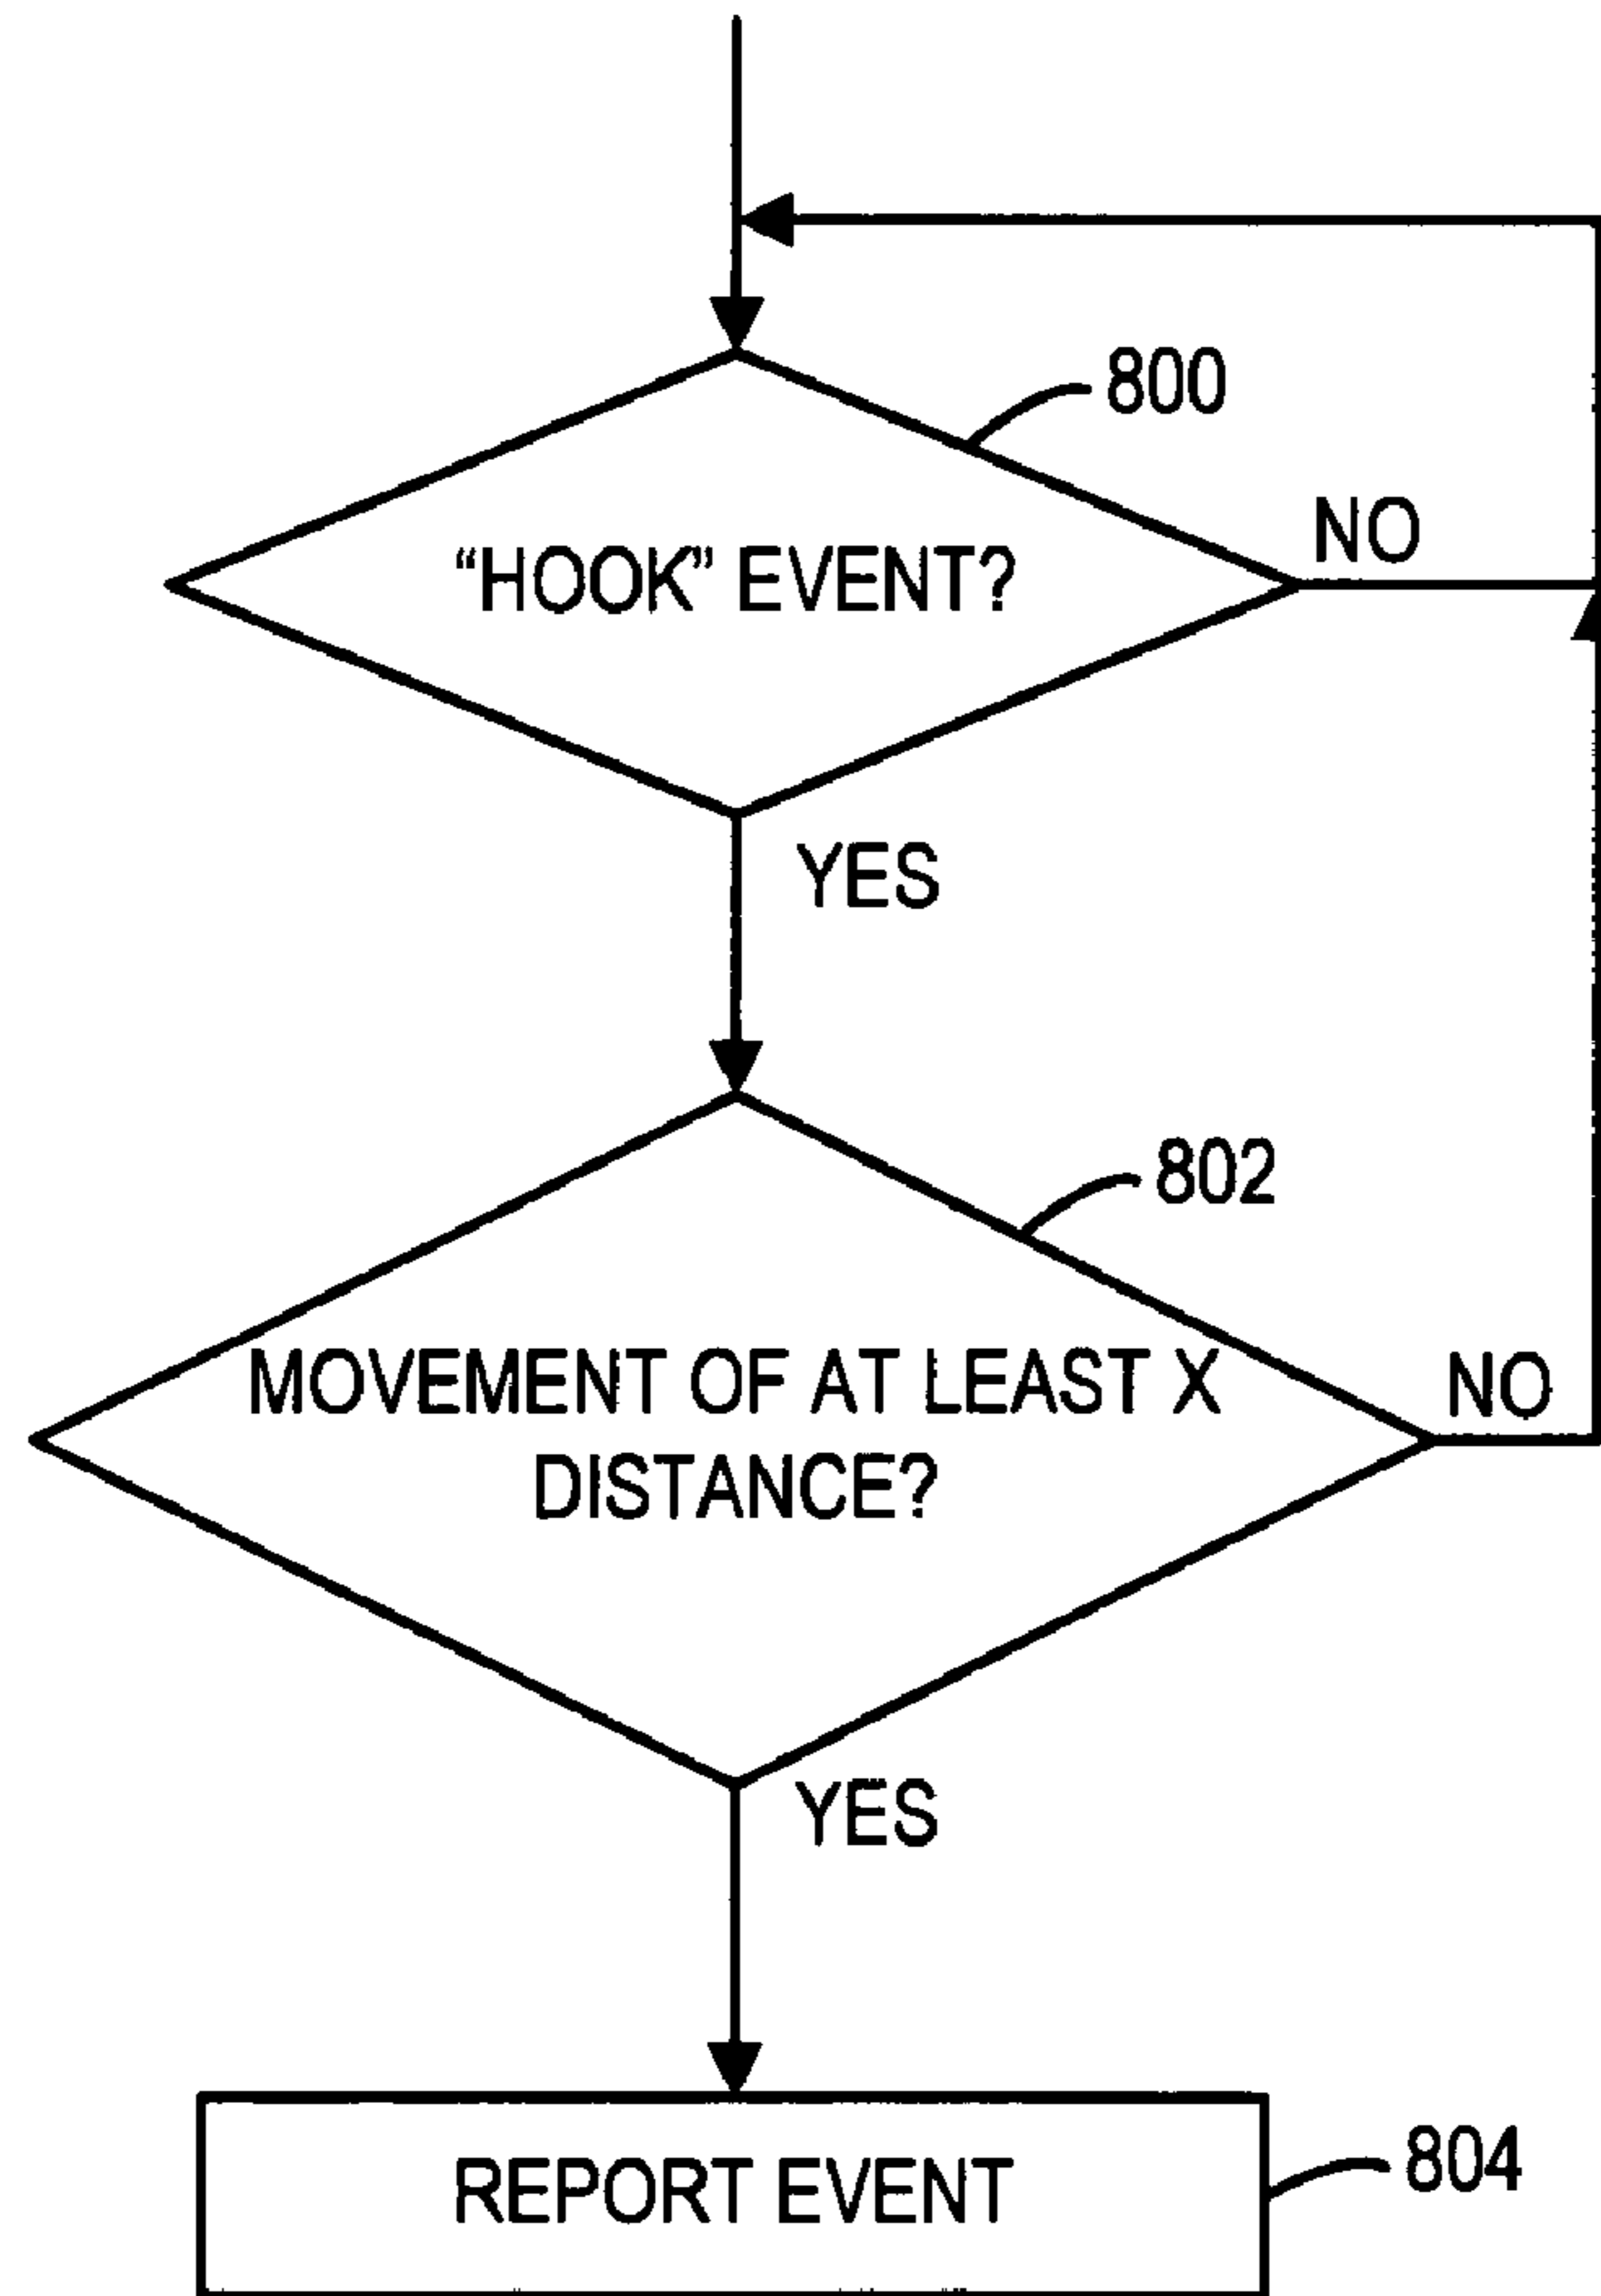 800
NO
“HOOK” EVENT?
YES
802
MOVEMENT OF AT LEAST X
DISTANCE?
NO
YES
REPORT EVENT
804